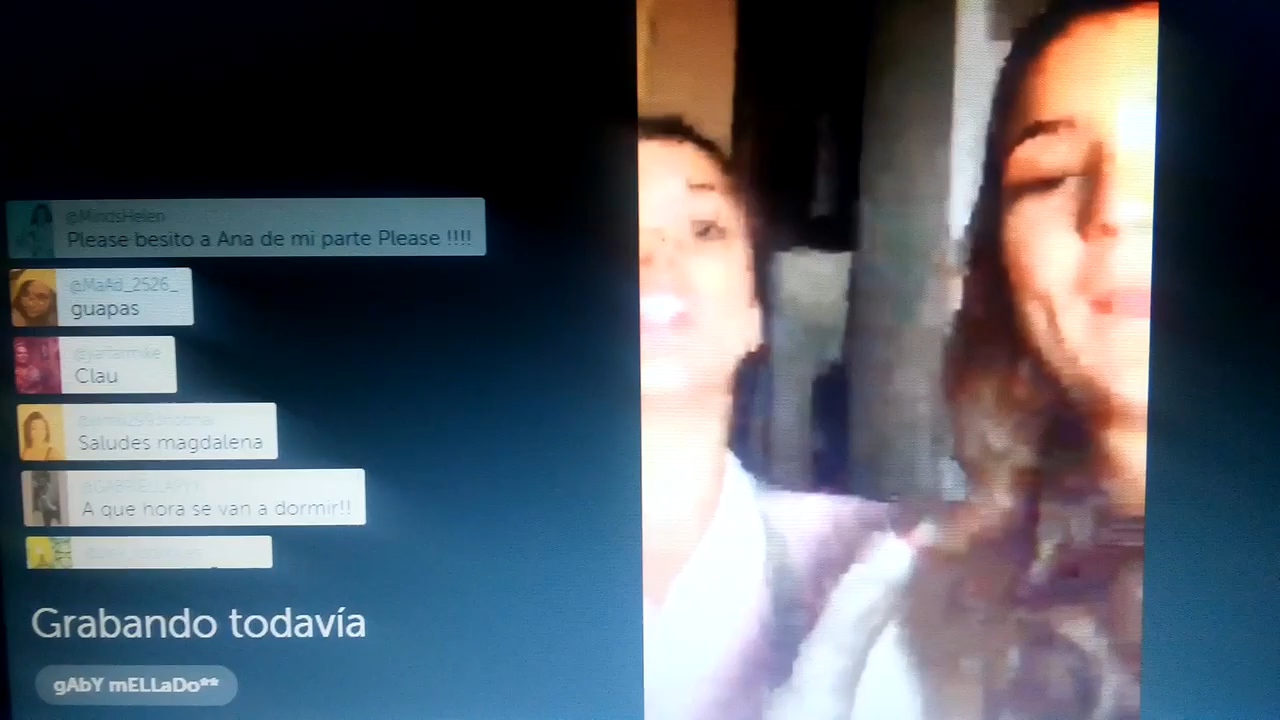 @MindsHelen
Please besito a Ana de mi parte Please !!!!
@MaAd_2526_
guapas
@yarfarmike
Clau
Saludes magdalena
A que hora se van a dormir!!
Grabando todavía
gAbY mELLaDo**